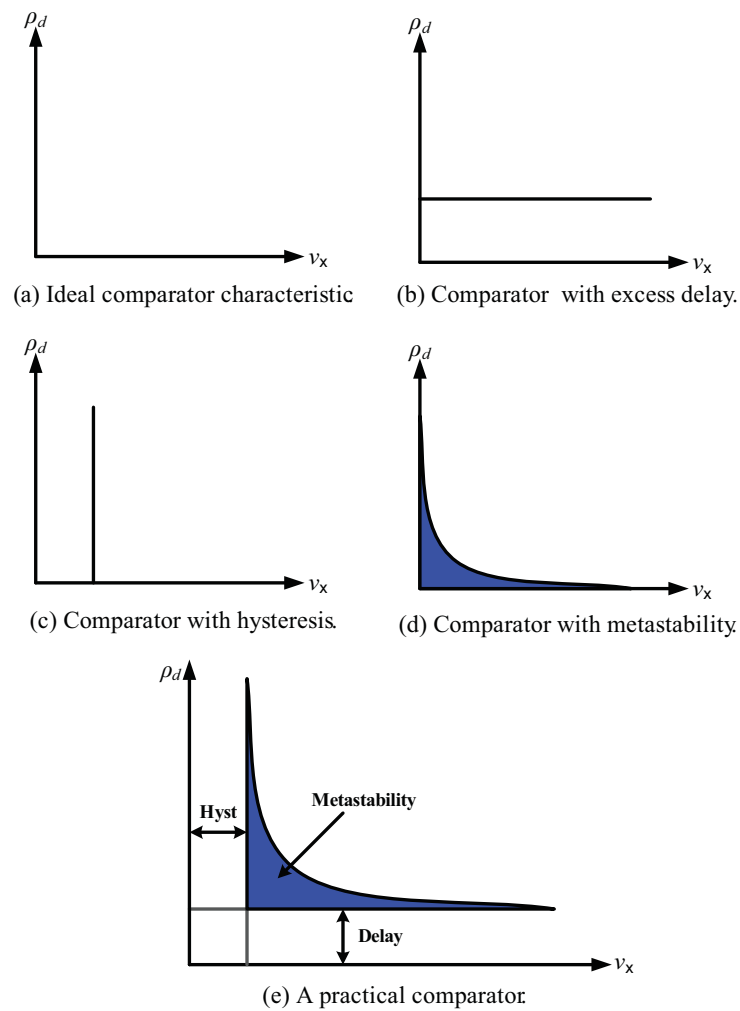 ρd
ρd
vx
vx
(a) Ideal comparator characteristic
(b) Comparator with excess delay.
ρd
ρd
vx
vx
(c) Comparator with hysteresis.
(d) Comparator with metastability.
ρd
Hyst
Metastability
Delay
vx
(e) A practical comparator.